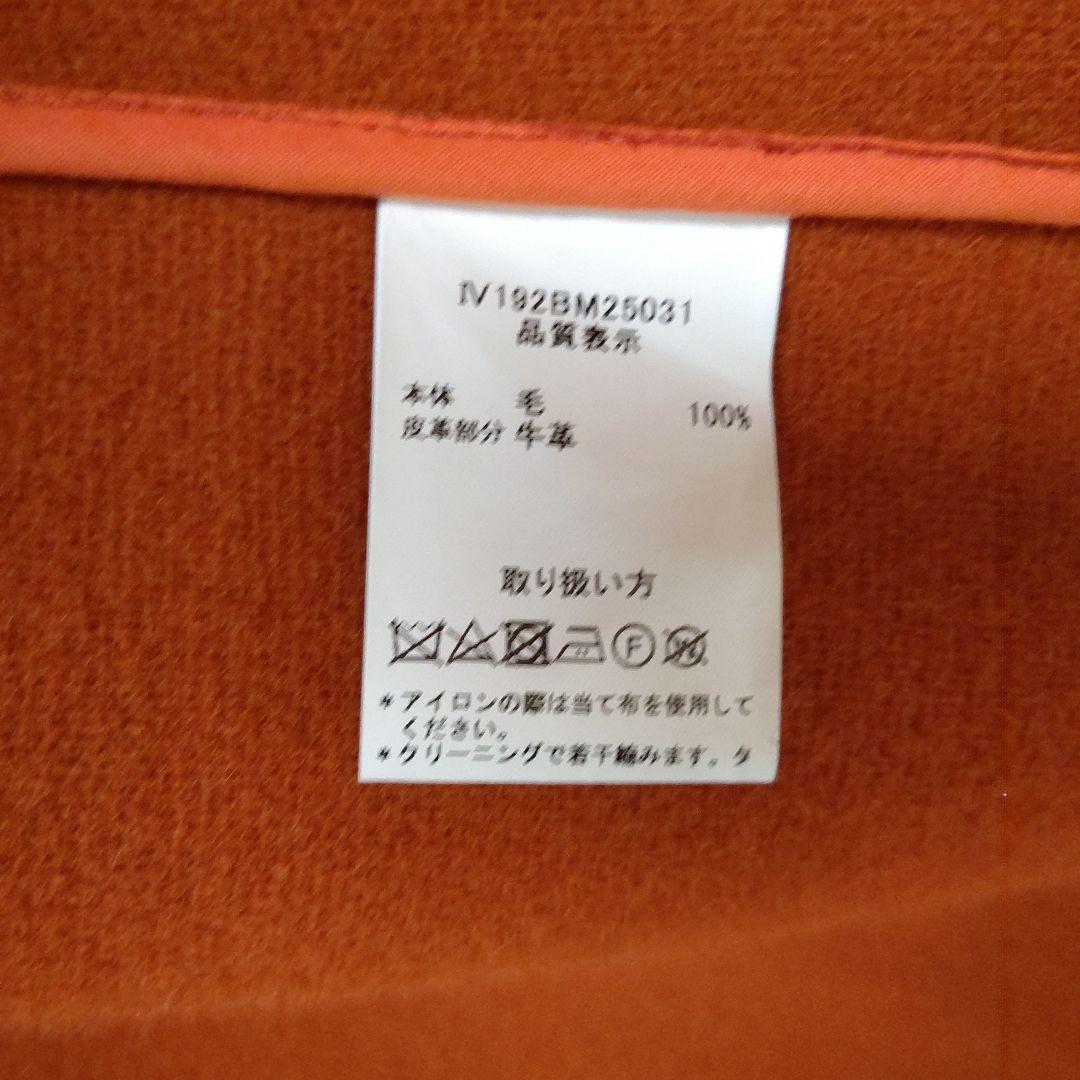 IV192BM25031
品質表示
本体 毛 100%
皮革部分 牛革
取り扱い方
F W
*アイロンの際は当て布を使用して
ください。
*クリーニングで若干縮みます。タ